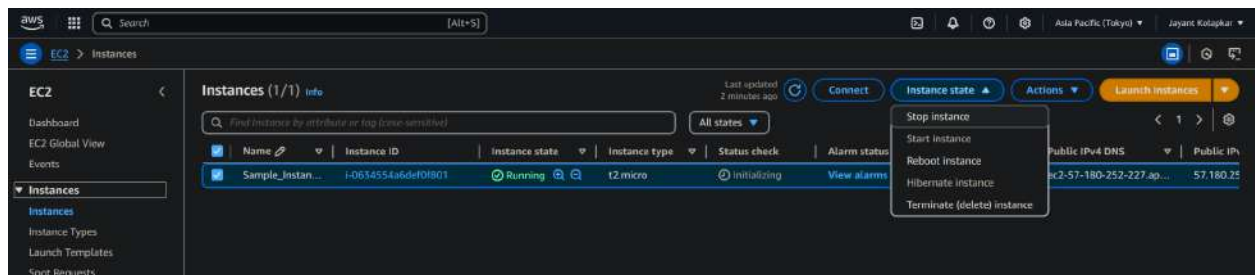 aws
Search [Alt+S] Asia Pacific (Tokyo) Jayant Kolapkar
EC2 > Instances
EC2
Dashboard
EC2 Global View
Events
Instances
Instances
Instance Types
Launch Templates
Spot Requests
Instances (1/1) Info
Last updated
2 minutes ago
Connect Instance state Actions Launch instances
Find Instance by attribute or tag (case-sensitive) All states 1
Stop instance
Start instance
Reboot instance
Hibernate instance
Terminate (delete) instance
Name Instance ID Instance state Instance type Status check Alarm status Public IPv4 DNS Public IPv
Sample_Instan... i-0634554a6def0f801 Running t2.micro Initializing View alarms ec2-57-180-252-227.ap... 57.180.25